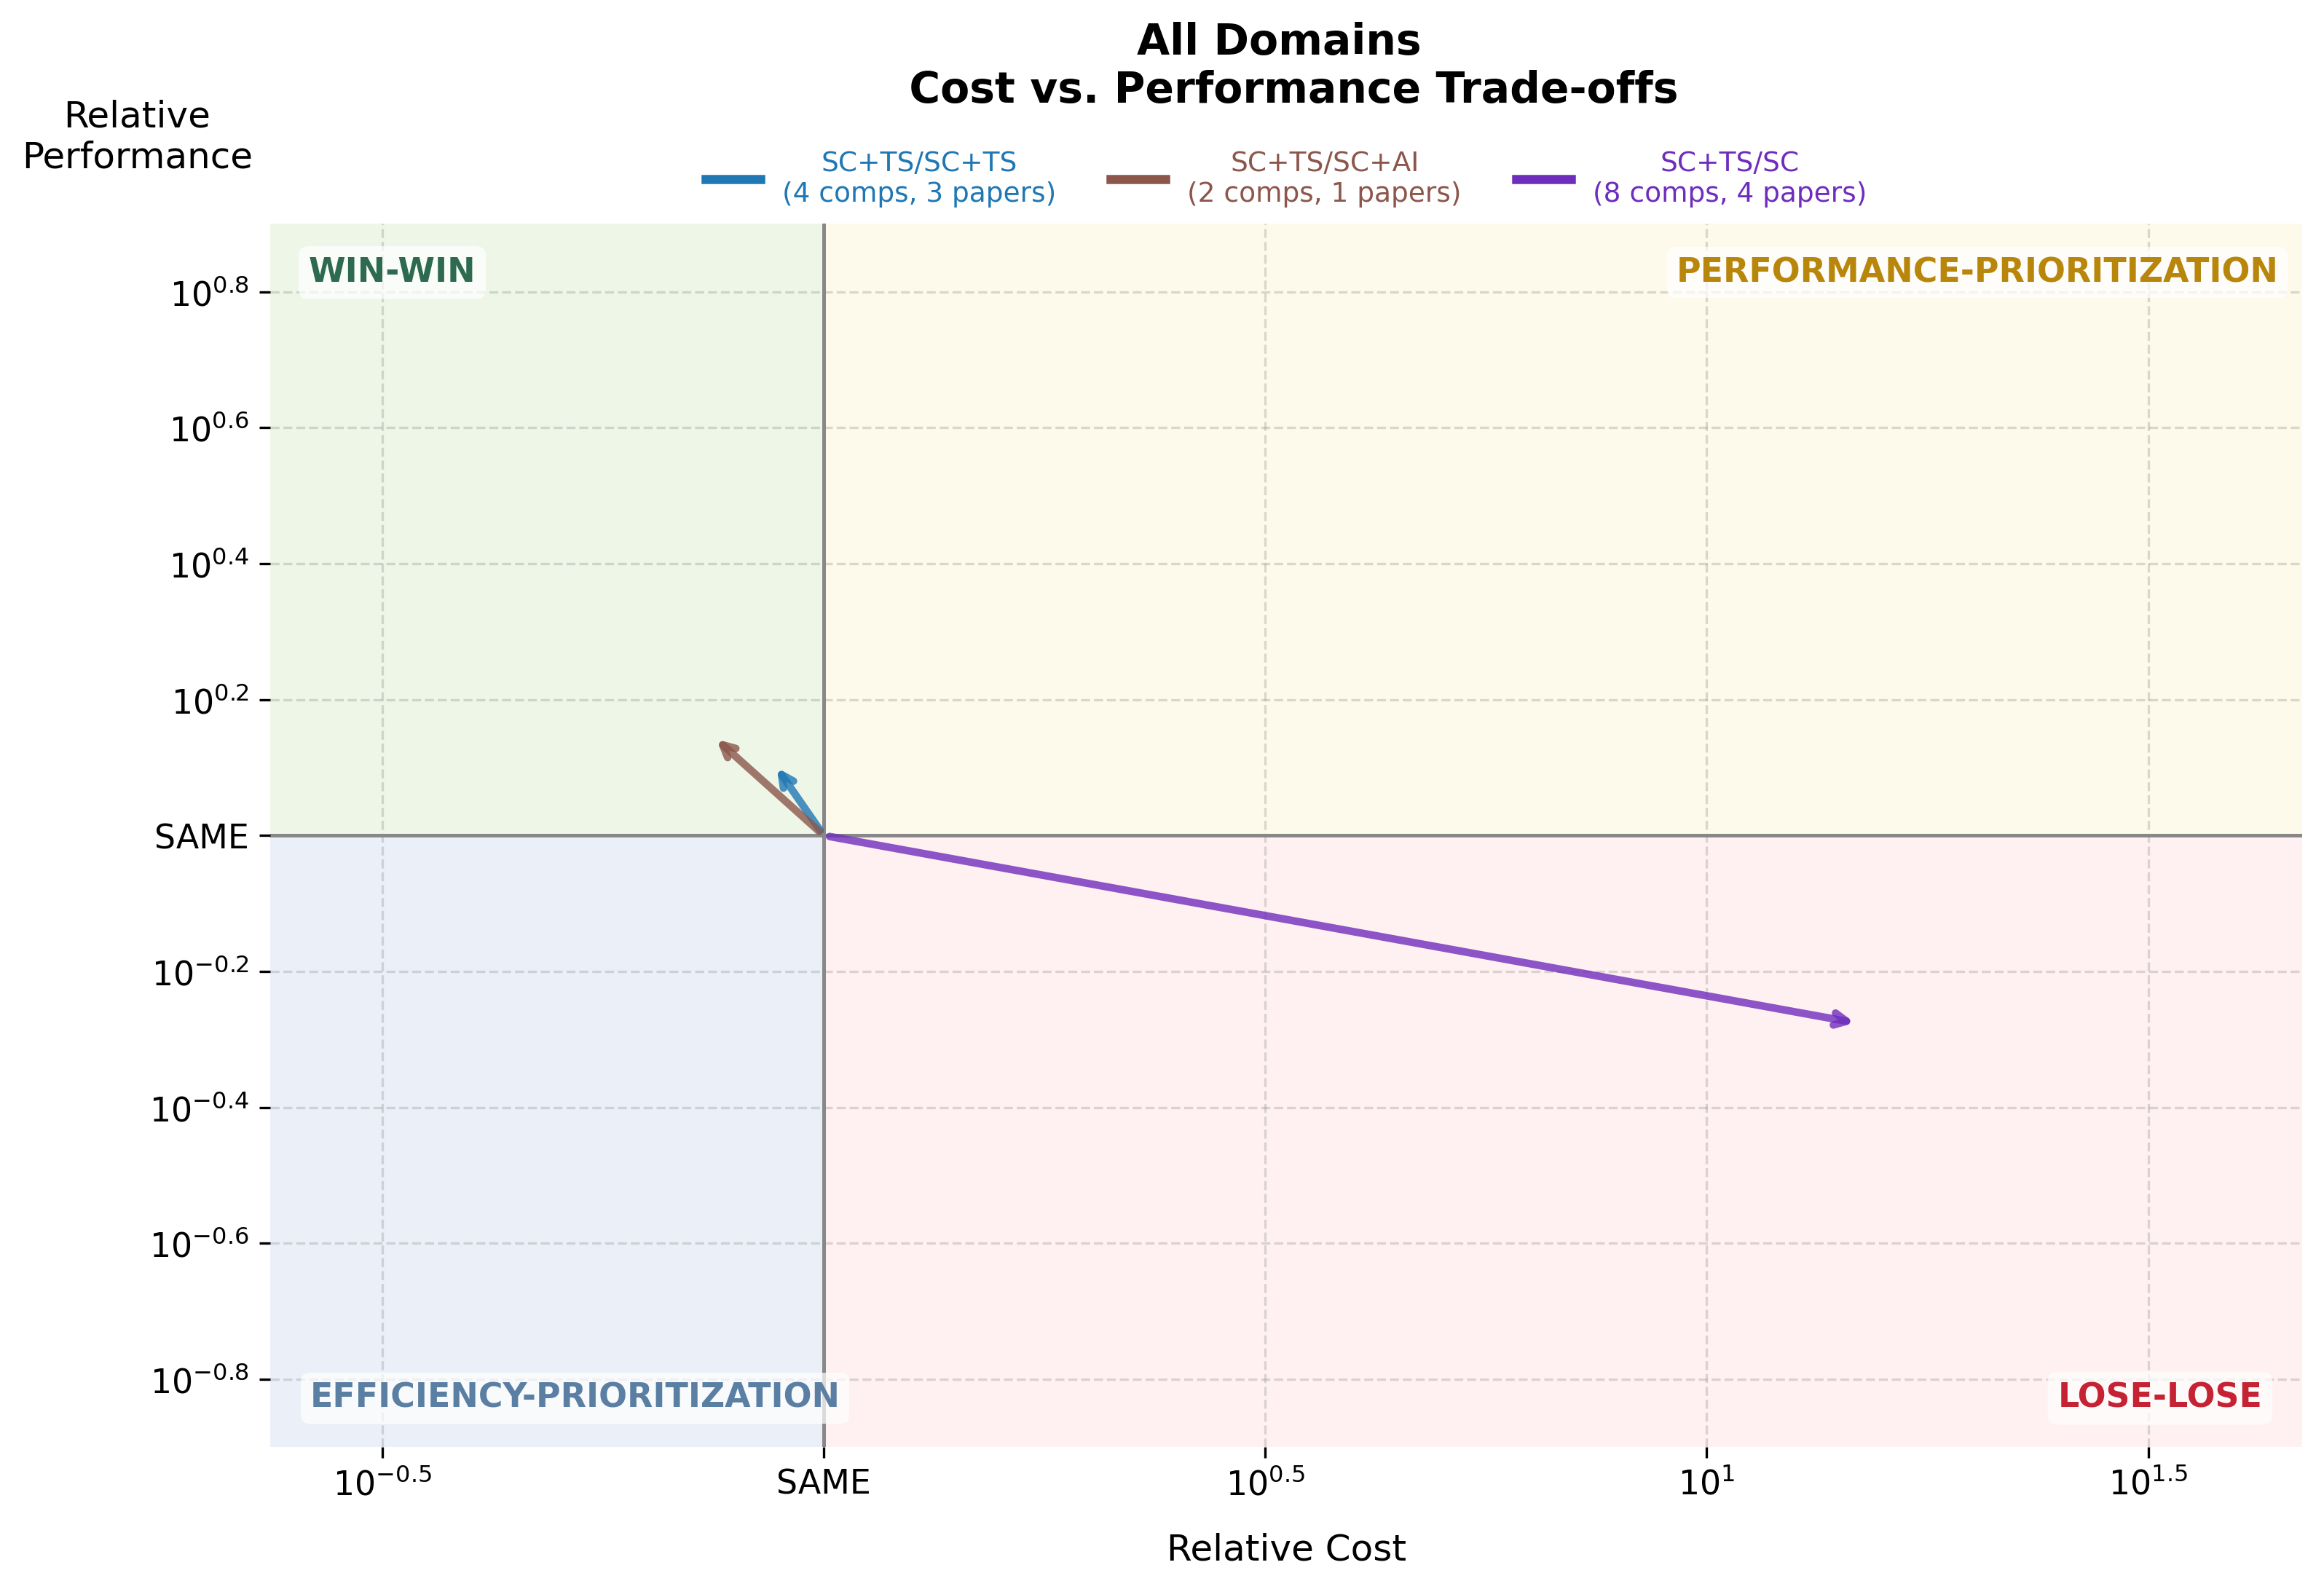 All Domains
Cost vs. Performance Trade-offs
Relative
Performance
SC+TS/SC+TS
(4 comps, 3 papers)
SC+TS/SC+AI
(2 comps, 1 papers)
SC+TS/SC
(8 comps, 4 papers)
WIN-WIN
PERFORMANCE-PRIORITIZATION
10^0.8
10^0.6
10^0.4
10^0.2
SAME
10^−0.2
10^−0.4
10^−0.6
10^−0.8
EFFICIENCY-PRIORITIZATION
LOSE-LOSE
10^−0.5
SAME
10^0.5
10^1
10^1.5
Relative Cost